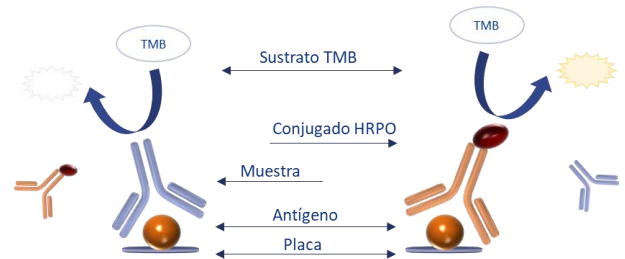 TMB
TMB
Sustrato TMB
Conjugado HRPO
Muestra
Antígeno
Placa